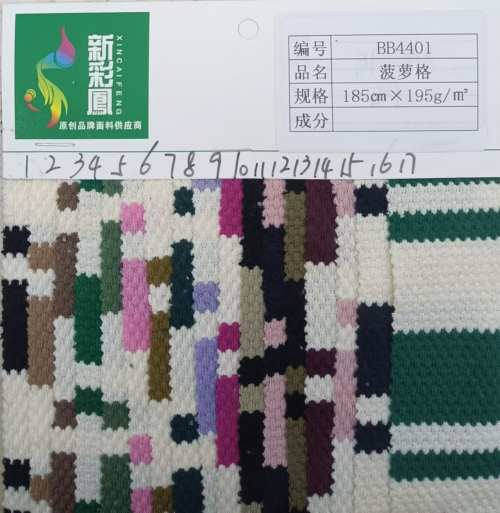 新彩鳳
XINCAIFENG
原创品牌面料供应商
编号 BB4401
品名 菠萝格
规格 185cm×195g/m²
成分
1 2 3 4 5 6 7 8 9 10 11 12 13 14 15 16 17